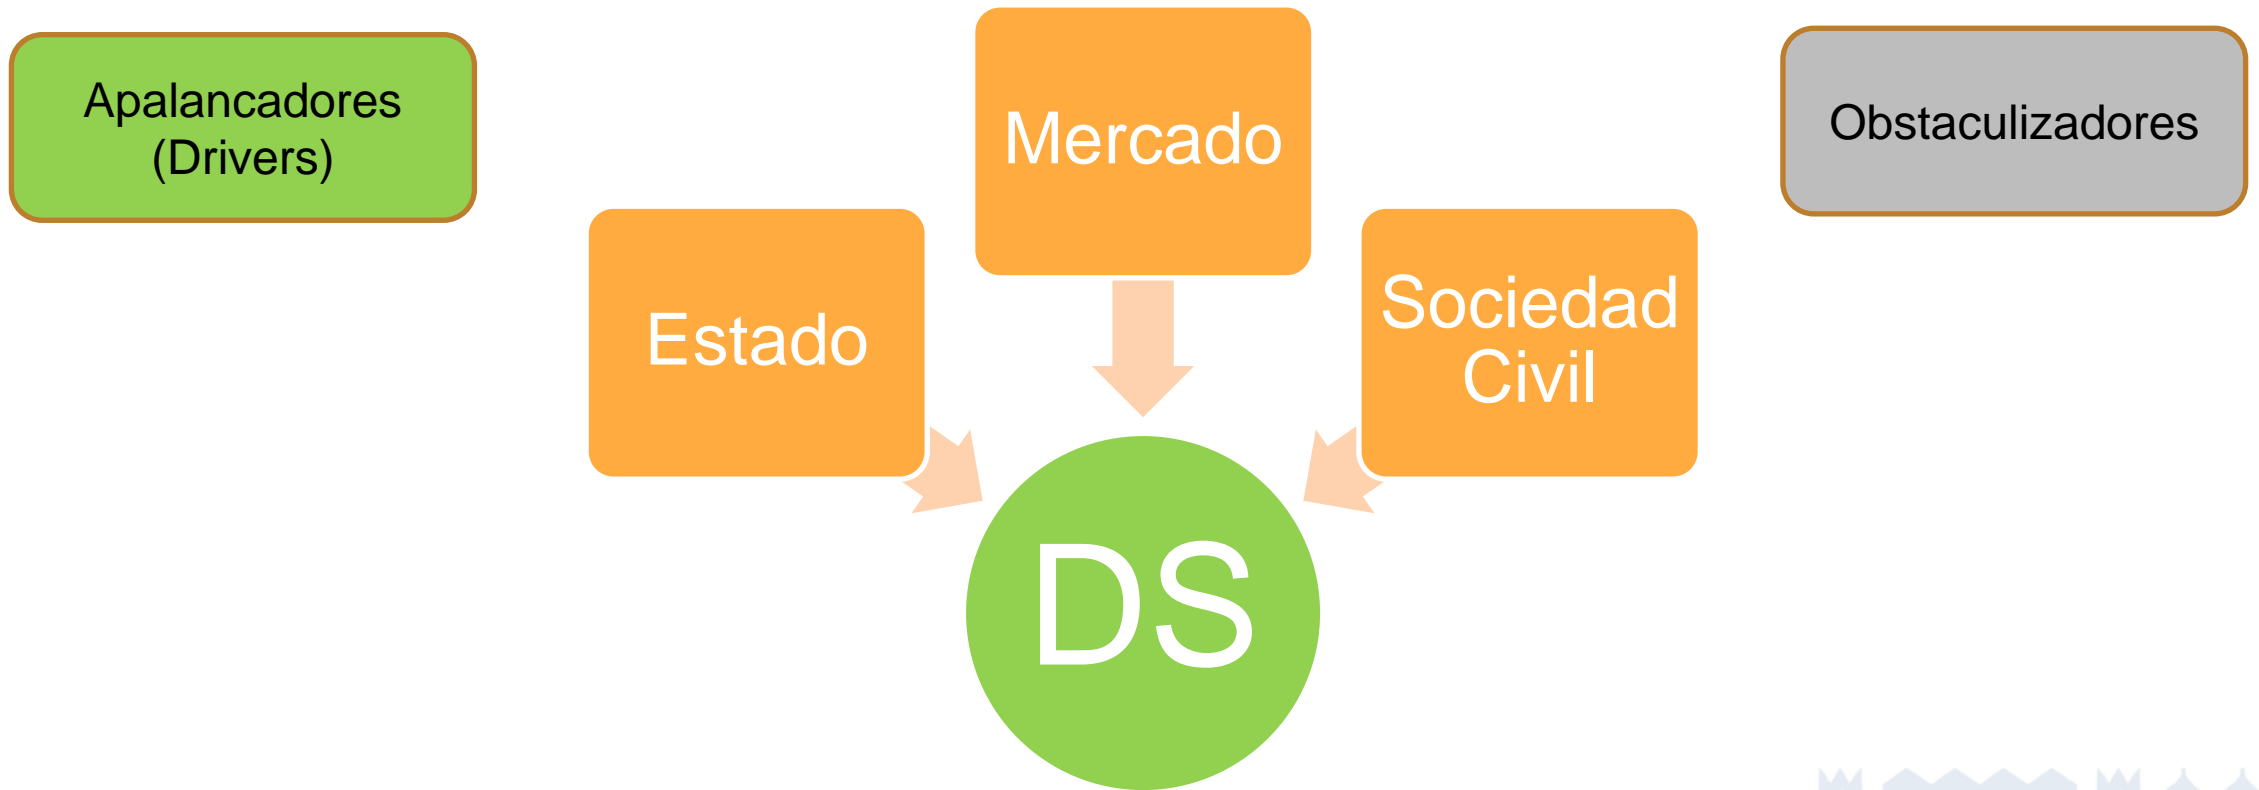 Apalancadores
(Drivers)
Mercado
Obstaculizadores
Estado
Sociedad
Civil
DS